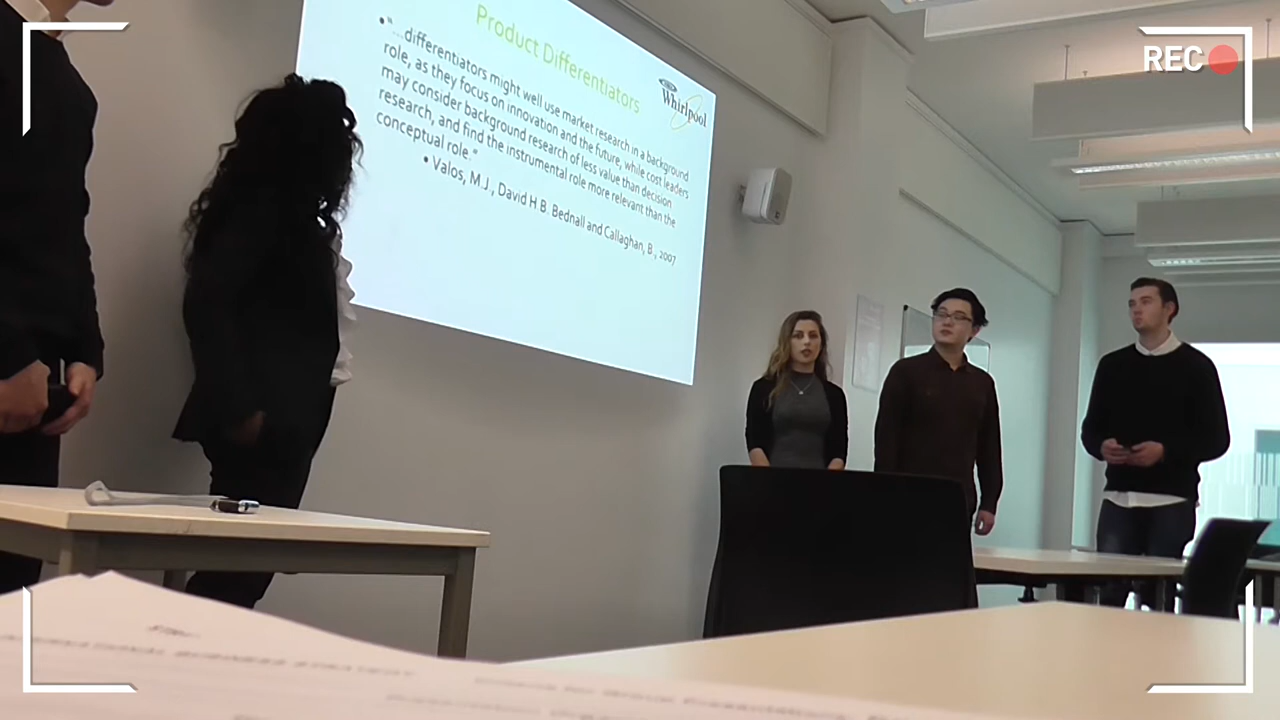 REC
Product Differentiators
Whirlpool
• "...differentiators might well use market research in a background
role, as they focus on innovation and the future, while cost leaders
may consider background research of less value than decision
research, and find the instrumental role more relevant than the
conceptual role."
• Valos, M.J., David H.B. Bednall and Callaghan, B., 2007